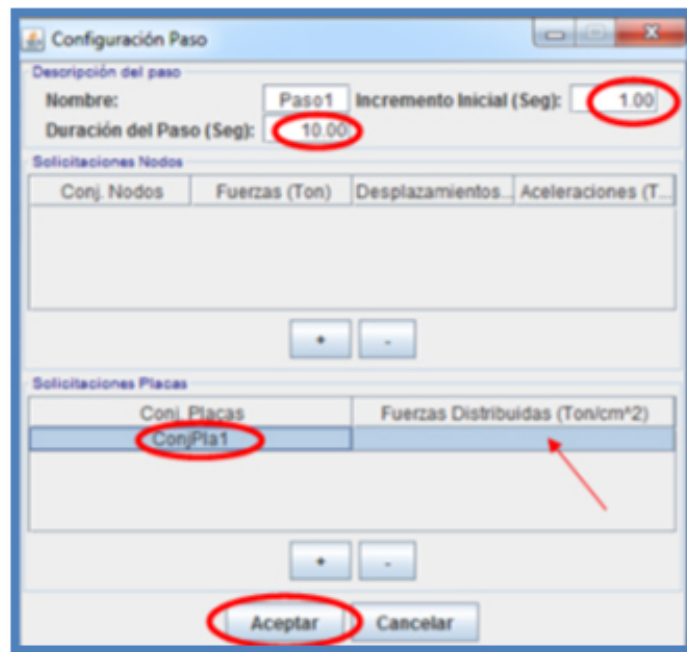 Configuración Paso
Descripción del paso
Nombre: Paso1 Incremento Inicial (Seg): 1.00
Duración del Paso (Seg): 10.00
Solicitaciones Nodos
Conj. Nodos Fuerzas (Ton) Desplazamientos... Aceleraciones (T...
+ -
Solicitaciones Placas
Conj. Placas Fuerzas Distribuidas (Ton/cm^2)
ConjPla1
+ -
Aceptar Cancelar